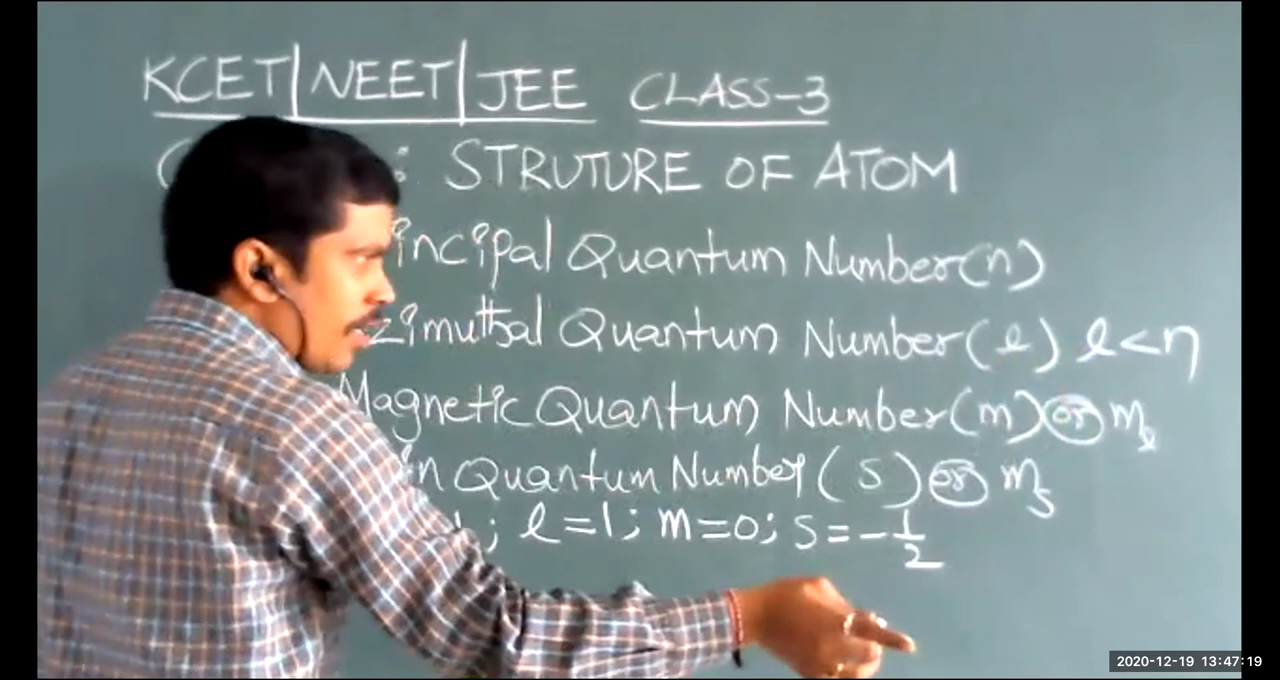 KCET|NEET|JEE CLASS-3
: STRUTURE OF ATOM
incipal Quantum Number(n)
zimuthal Quantum Number(l) l<n
Magnetic Quantum Number(m) or mₗ
in Quantum Number(s) or mₛ
; l=1; m=0; s=-1/2
2020-12-19 13:47:19